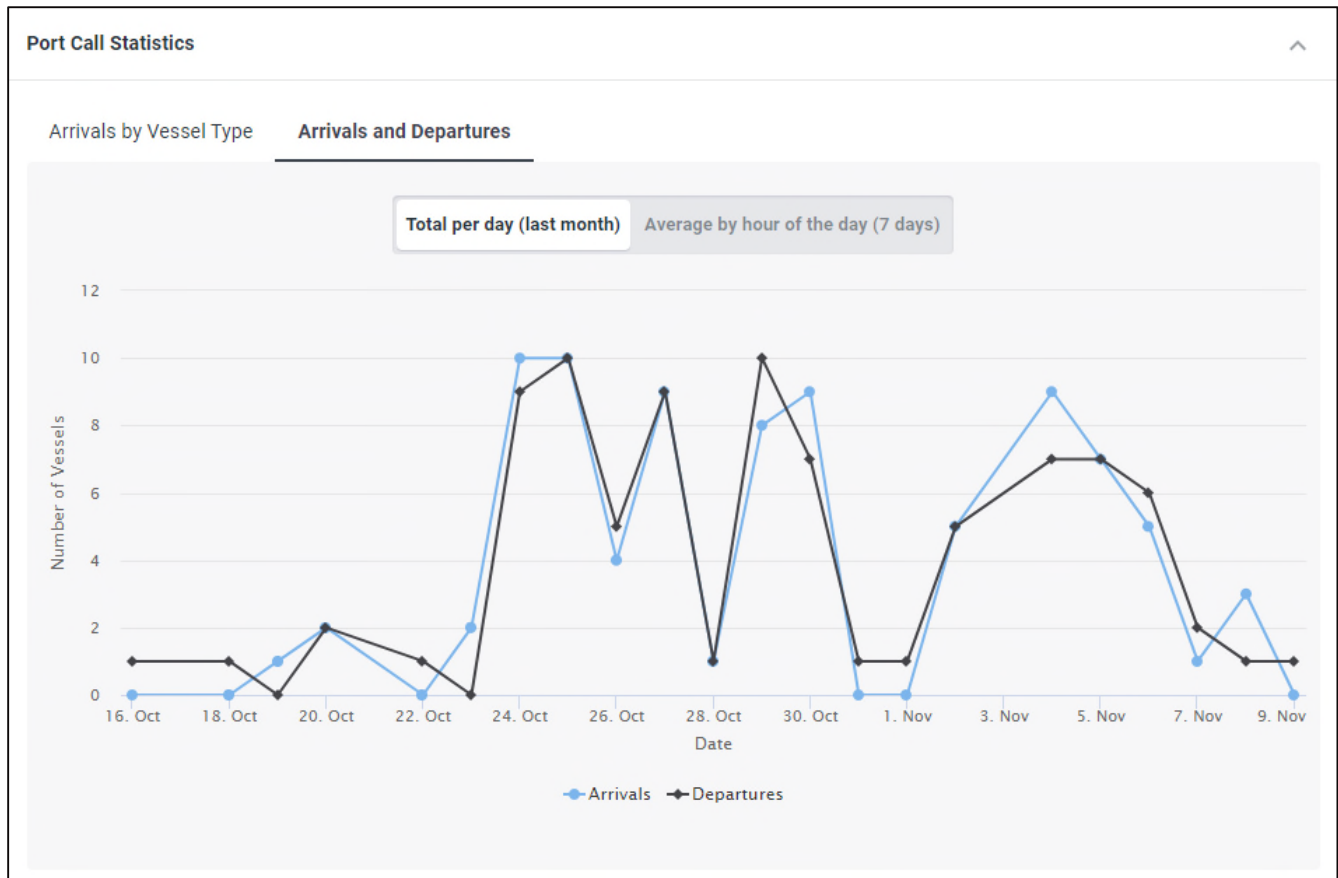 Port Call Statistics
Arrivals by Vessel Type Arrivals and Departures
Total per day (last month) Average by hour of the day (7 days)
12
10
8
6
4
2
0
Number of Vessels
16. Oct 18. Oct 20. Oct 22. Oct 24. Oct 26. Oct 28. Oct 30. Oct 1. Nov 3. Nov 5. Nov 7. Nov 9. Nov
Date
Arrivals Departures